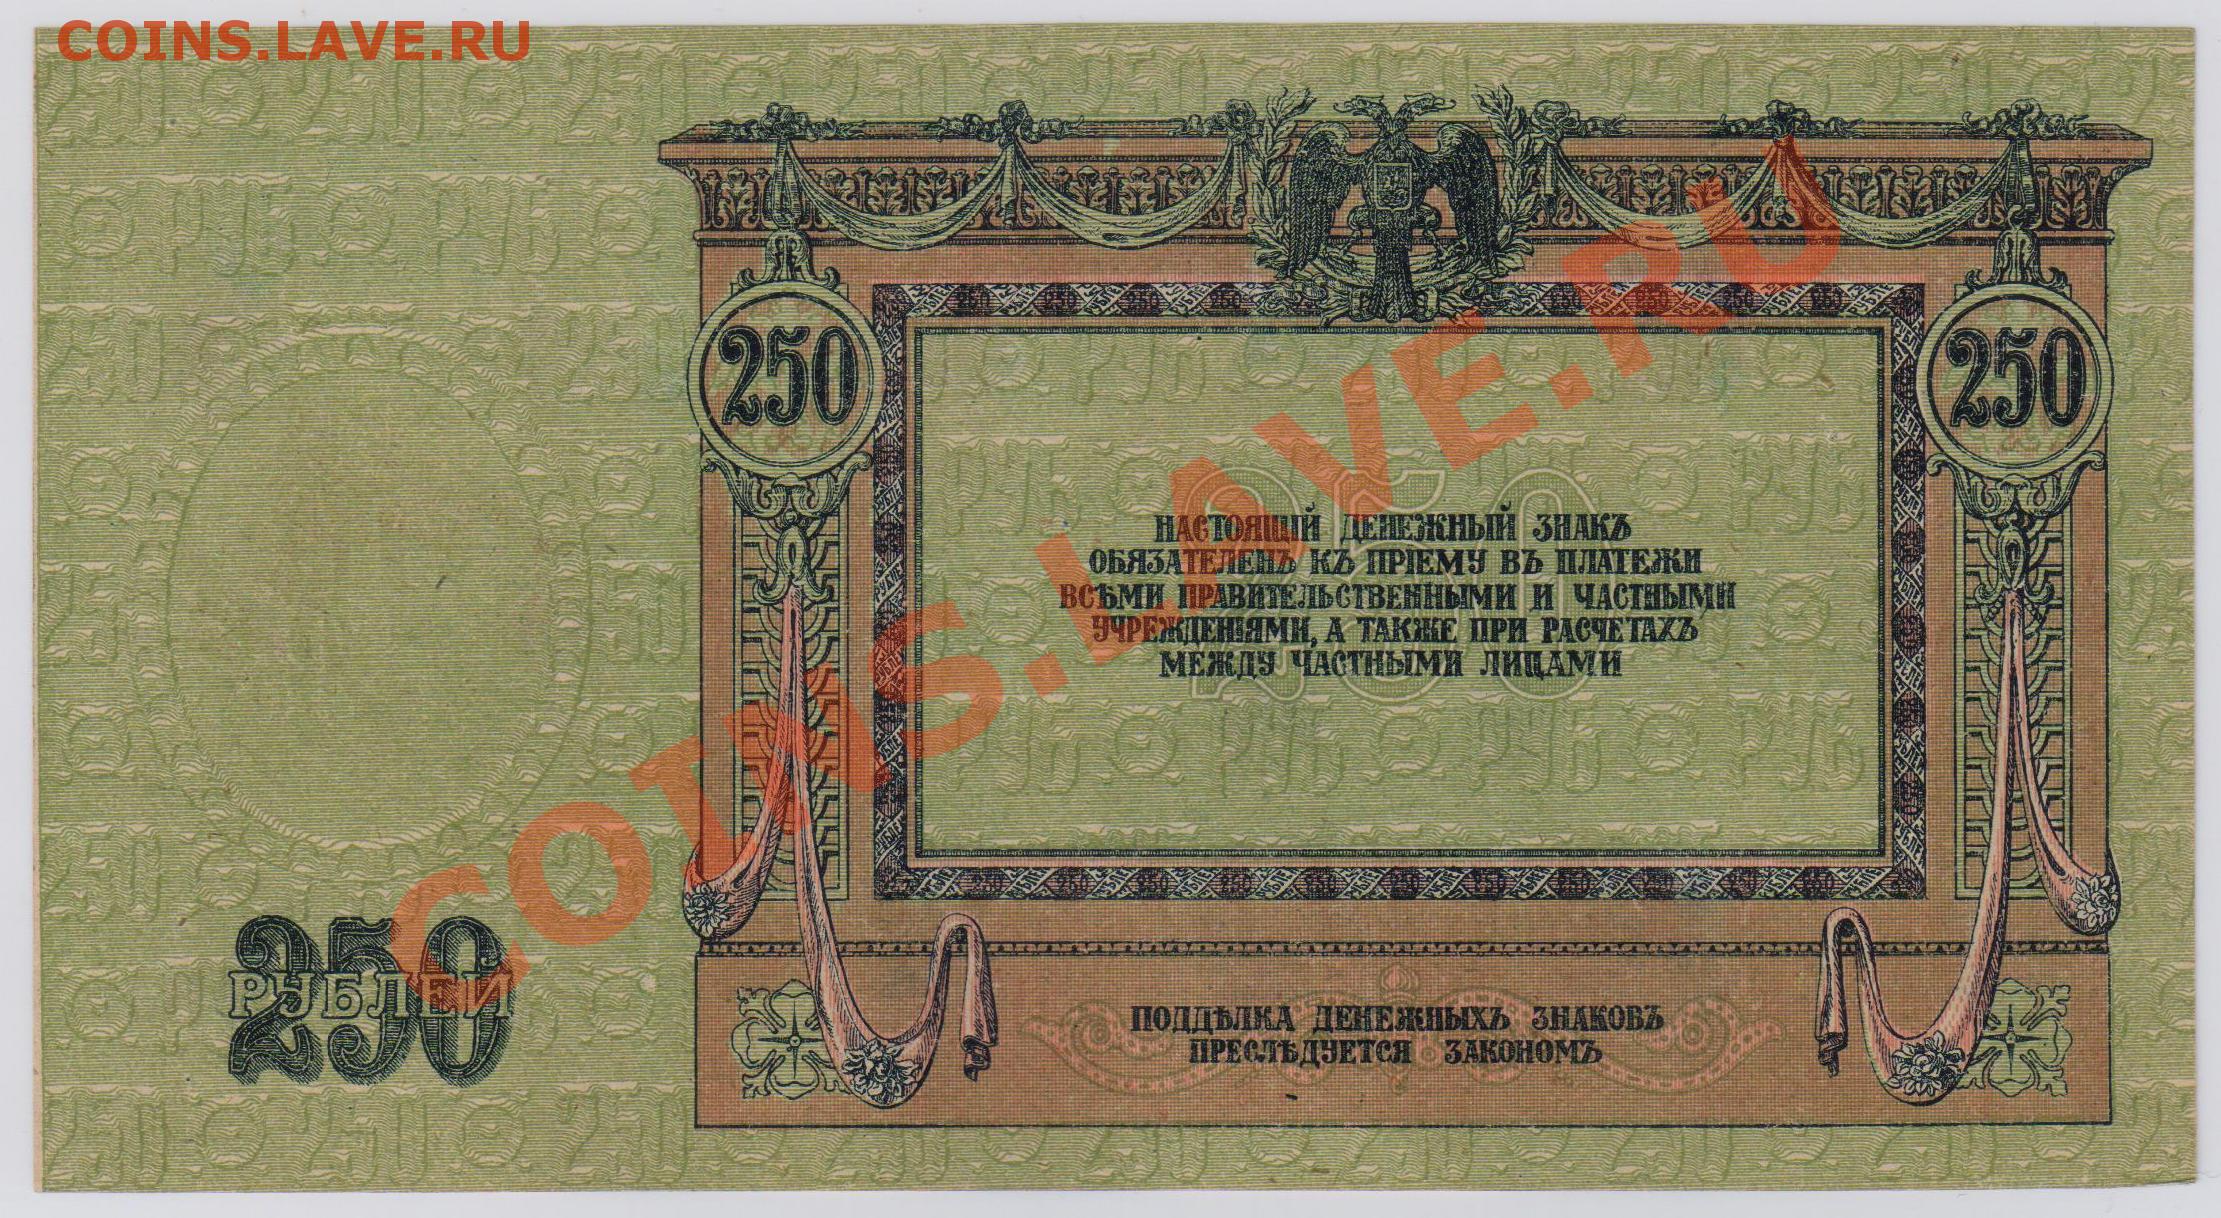 COINS.LAVE.RU
250
250
НАСТОЯЩІЙ ДЕНЕЖНЫЙ ЗНАКЪ
ОБЯЗАТЕЛЕНЪ КЪ ПРІЕМУ ВЪ ПЛАТЕЖИ
ВСѢМИ ПРАВИТЕЛЬСТВЕННЫМИ И ЧАСТНЫМИ
УЧРЕЖДЕНІЯМИ, А ТАКЖЕ ПРИ РАСЧЕТАХЪ
МЕЖДУ ЧАСТНЫМИ ЛИЦАМИ
250
COINS.LAVE.RU
250
РУБЛЕЙ
ПОДДѢЛКА ДЕНЕЖНЫХЪ ЗНАКОВЪ
ПРЕСЛѢДУЕТСЯ ЗАКОНОМЪ